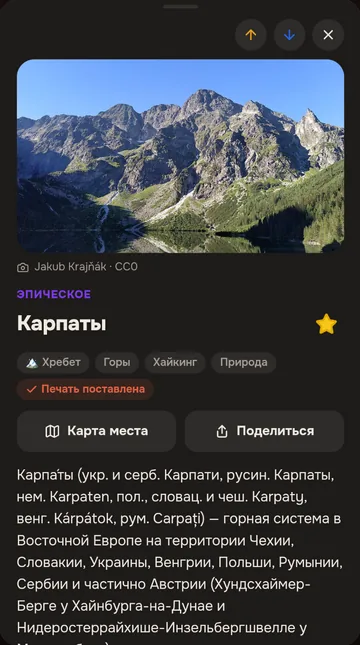 Jakub Krajňák · CC0
ЭПИЧЕСКОЕ
Карпаты
Хребет
Горы
Хайкинг
Природа
Печать поставлена
Карта места
Поделиться
Карпа́ты (укр. и серб. Карпати, русин. Карпаты,
нем. Karpaten, пол., словац. и чеш. Karpaty,
венг. Kárpátok, рум. Carpați) — горная система в
Восточной Европе на территории Чехии,
Словакии, Украины, Венгрии, Польши, Румынии,
Сербии и частично Австрии (Хундсхаймер-
Берге у Хайнбурга-на-Дунае и
Нидеростеррайхише-Инзельбергшвелле у